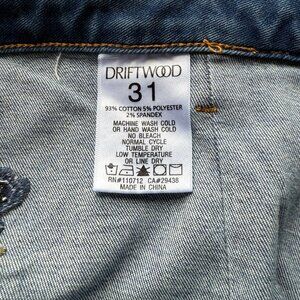 DRIFTWOOD
31
93% COTTON 5% POLYESTER
2% SPANDEX
MACHINE WASH COLD
OR HAND WASH COLD
NO BLEACH
NORMAL CYCLE
TUMBLE DRY
LOW TEMPERATURE
OR LINE DRY
RN#110712 CA#29438
MADE IN CHINA